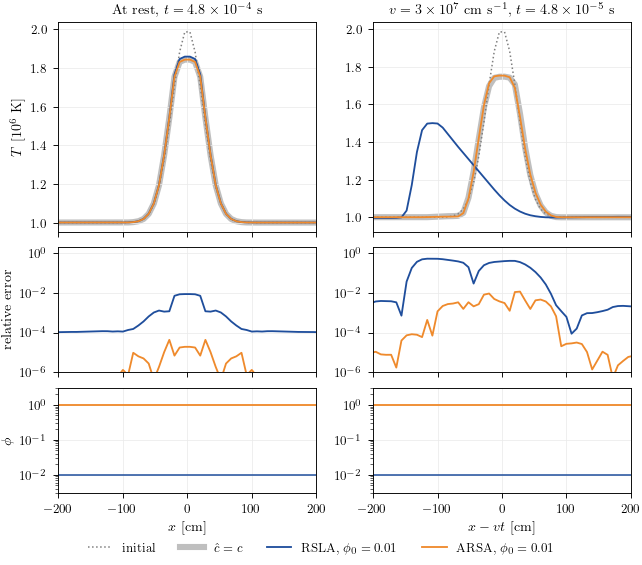 At rest, t = 4.8 × 10⁻⁴ s
v = 3 × 10⁷ cm s⁻¹, t = 4.8 × 10⁻⁵ s
T [10⁶ K]
2.0
1.8
1.6
1.4
1.2
1.0
2.0
1.8
1.6
1.4
1.2
1.0
relative error
10⁰
10⁻²
10⁻⁴
10⁻⁶
10⁰
10⁻²
10⁻⁴
10⁻⁶
ϕ
10⁰
10⁻¹
10⁻²
10⁰
10⁻¹
10⁻²
−200 −100 0 100 200
−200 −100 0 100 200
x [cm]
x − vt [cm]
initial ĉ = c RSLA, ϕ₀ = 0.01 ARSA, ϕ₀ = 0.01